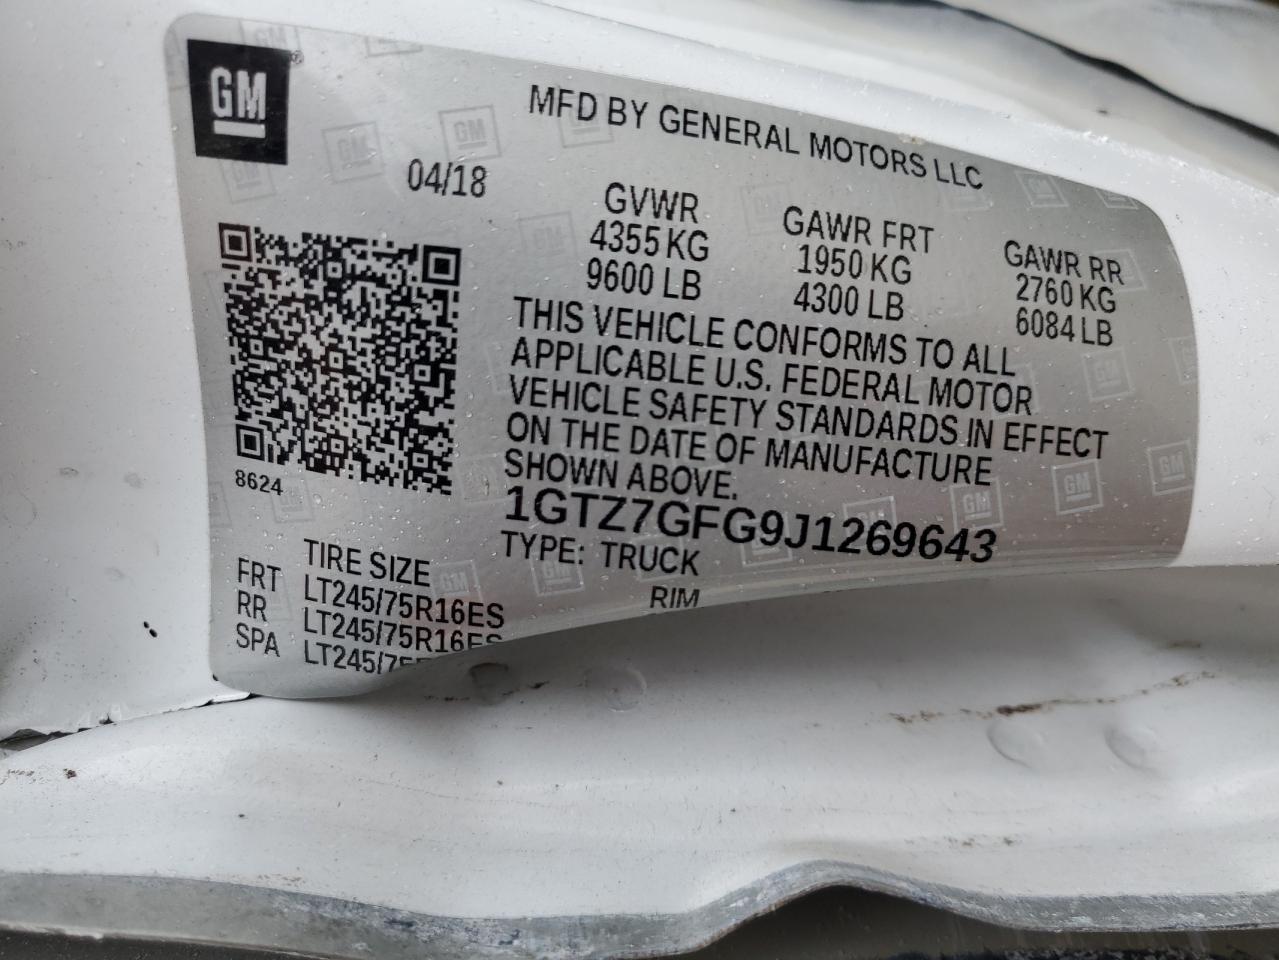 GM
MFD BY GENERAL MOTORS LLC
04/18
GVWR GAWR FRT GAWR RR
4355 KG 1950 KG 2760 KG
9600 LB 4300 LB 6084 LB
THIS VEHICLE CONFORMS TO ALL
APPLICABLE U.S. FEDERAL MOTOR
VEHICLE SAFETY STANDARDS IN EFFECT
ON THE DATE OF MANUFACTURE
SHOWN ABOVE.
8624
1GTZ7GFG9J1269643
TYPE: TRUCK
TIRE SIZE RIM
FRT LT245/75R16ES
RR LT245/75R16ES
SPA